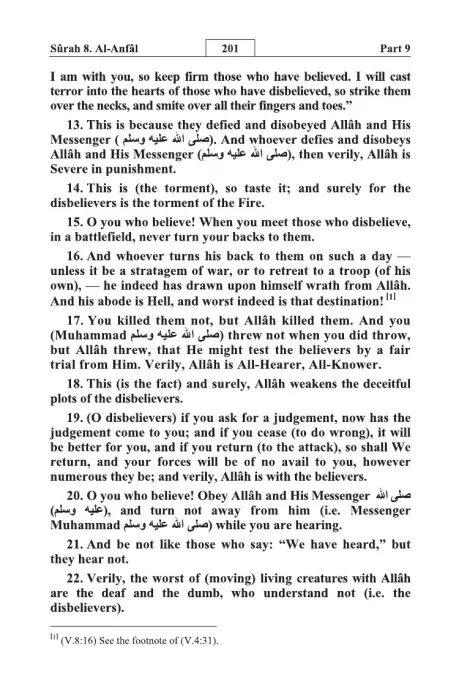 Sûrah 8. Al-Anfâl 201 Part 9
I am with you, so keep firm those who have believed. I will cast
terror into the hearts of those who have disbelieved, so strike them
over the necks, and smite over all their fingers and toes.”
13. This is because they defied and disobeyed Allâh and His
Messenger ( صلى الله عليه وسلم). And whoever defies and disobeys
Allâh and His Messenger (صلى الله عليه وسلم), then verily, Allâh is
Severe in punishment.
14. This is (the torment), so taste it; and surely for the
disbelievers is the torment of the Fire.
15. O you who believe! When you meet those who disbelieve,
in a battlefield, never turn your backs to them.
16. And whoever turns his back to them on such a day —
unless it be a stratagem of war, or to retreat to a troop (of his
own), — he indeed has drawn upon himself wrath from Allâh.
And his abode is Hell, and worst indeed is that destination! [1]
17. You killed them not, but Allâh killed them. And you
(Muhammad صلى الله عليه وسلم) threw not when you did throw,
but Allâh threw, that He might test the believers by a fair
trial from Him. Verily, Allâh is All-Hearer, All-Knower.
18. This (is the fact) and surely, Allâh weakens the deceitful
plots of the disbelievers.
19. (O disbelievers) if you ask for a judgement, now has the
judgement come to you; and if you cease (to do wrong), it will
be better for you, and if you return (to the attack), so shall We
return, and your forces will be of no avail to you, however
numerous they be; and verily, Allâh is with the believers.
20. O you who believe! Obey Allâh and His Messenger صلى الله
(عليه وسلم), and turn not away from him (i.e. Messenger
Muhammad صلى الله عليه وسلم) while you are hearing.
21. And be not like those who say: “We have heard,” but
they hear not.
22. Verily, the worst of (moving) living creatures with Allâh
are the deaf and the dumb, who understand not (i.e. the
disbelievers).
[1] (V.8:16) See the footnote of (V.4:31).